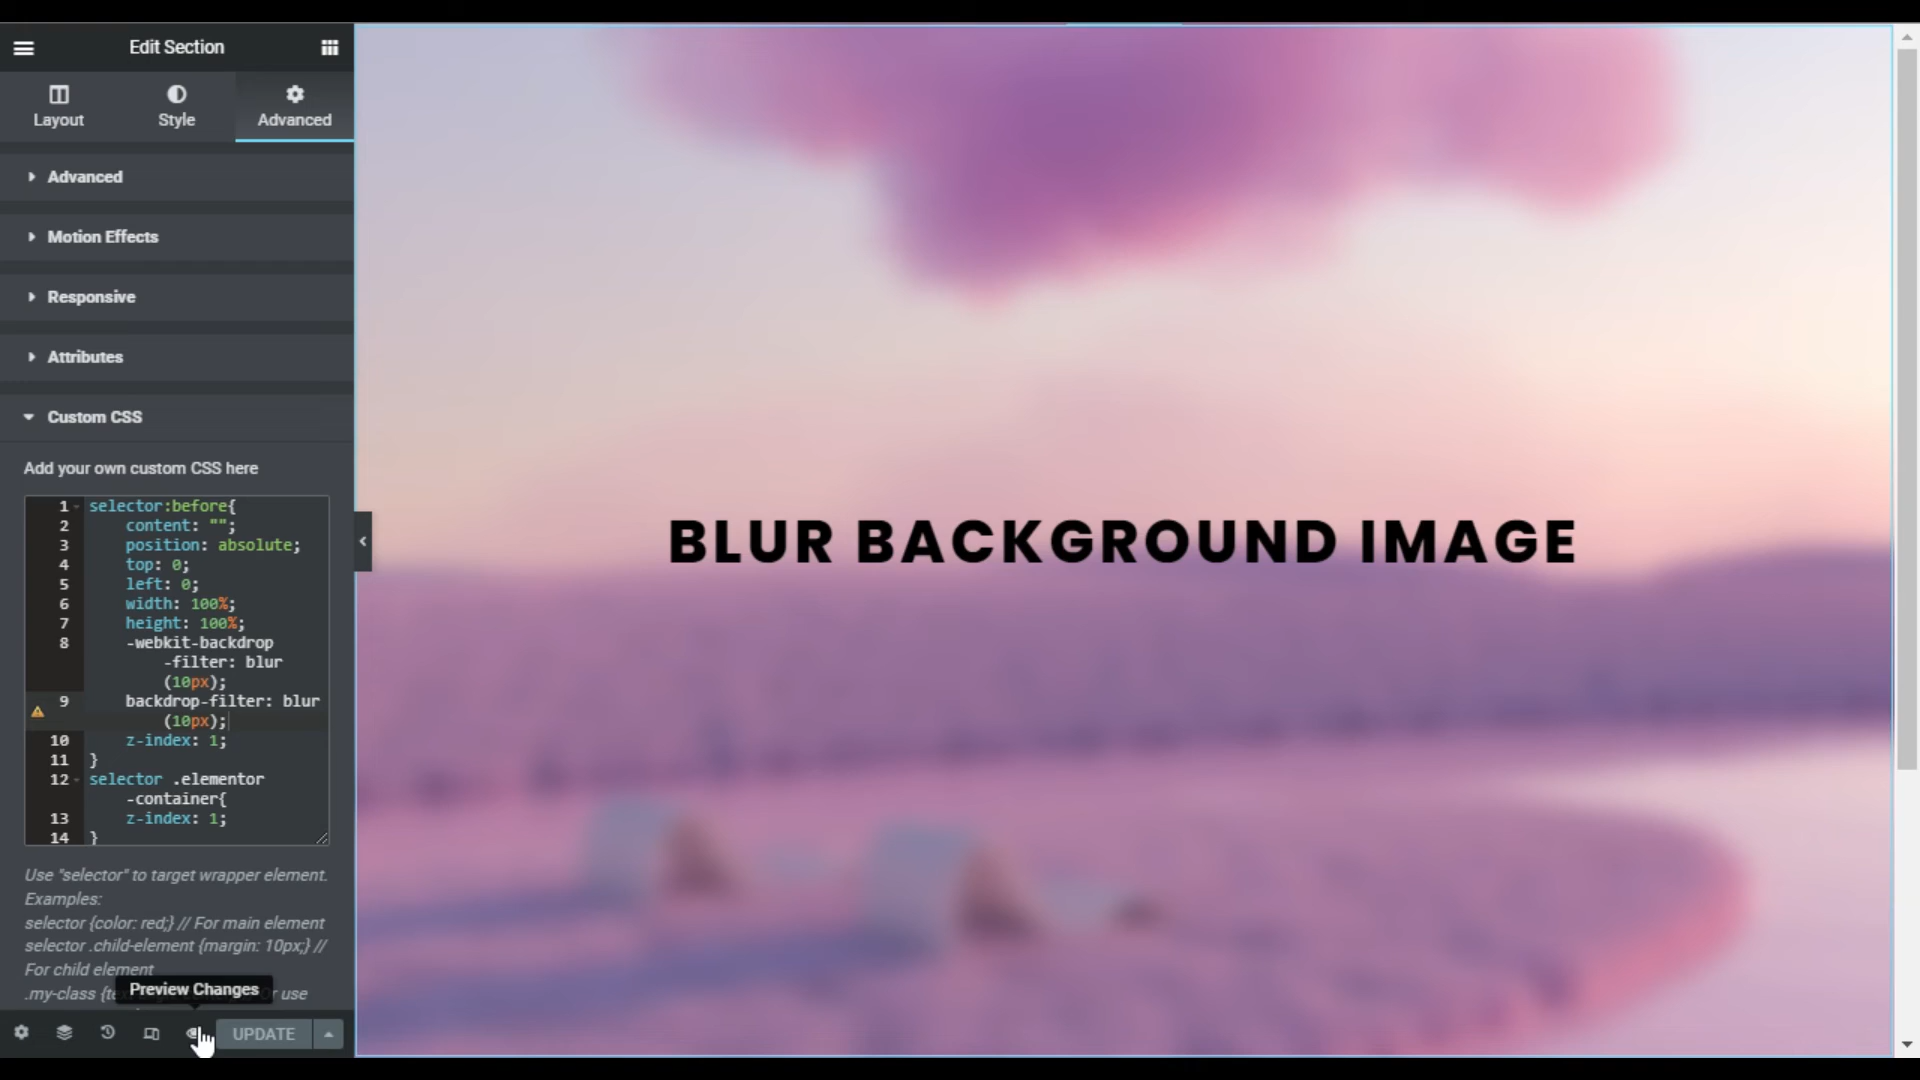 Edit Section
Layout
Style
Advanced
Advanced
Motion Effects
Responsive
Attributes
Custom CSS
Add your own custom CSS here
1 selector:before{
2 content: "";
3 position: absolute;
4 top: 0;
5 left: 0;
6 width: 100%;
7 height: 100%;
8 -webkit-backdrop
-filter: blur
(10px);
9 backdrop-filter: blur
(10px);
10 z-index: 1;
11 }
12 selector .elementor
-container{
13 z-index: 1;
14 }
Use "selector" to target wrapper element.
Examples:
selector {color: red;} // For main element
selector .child-element {margin: 10px;} //
For child element
.my-class use
Preview Changes
UPDATE
BLUR BACKGROUND IMAGE